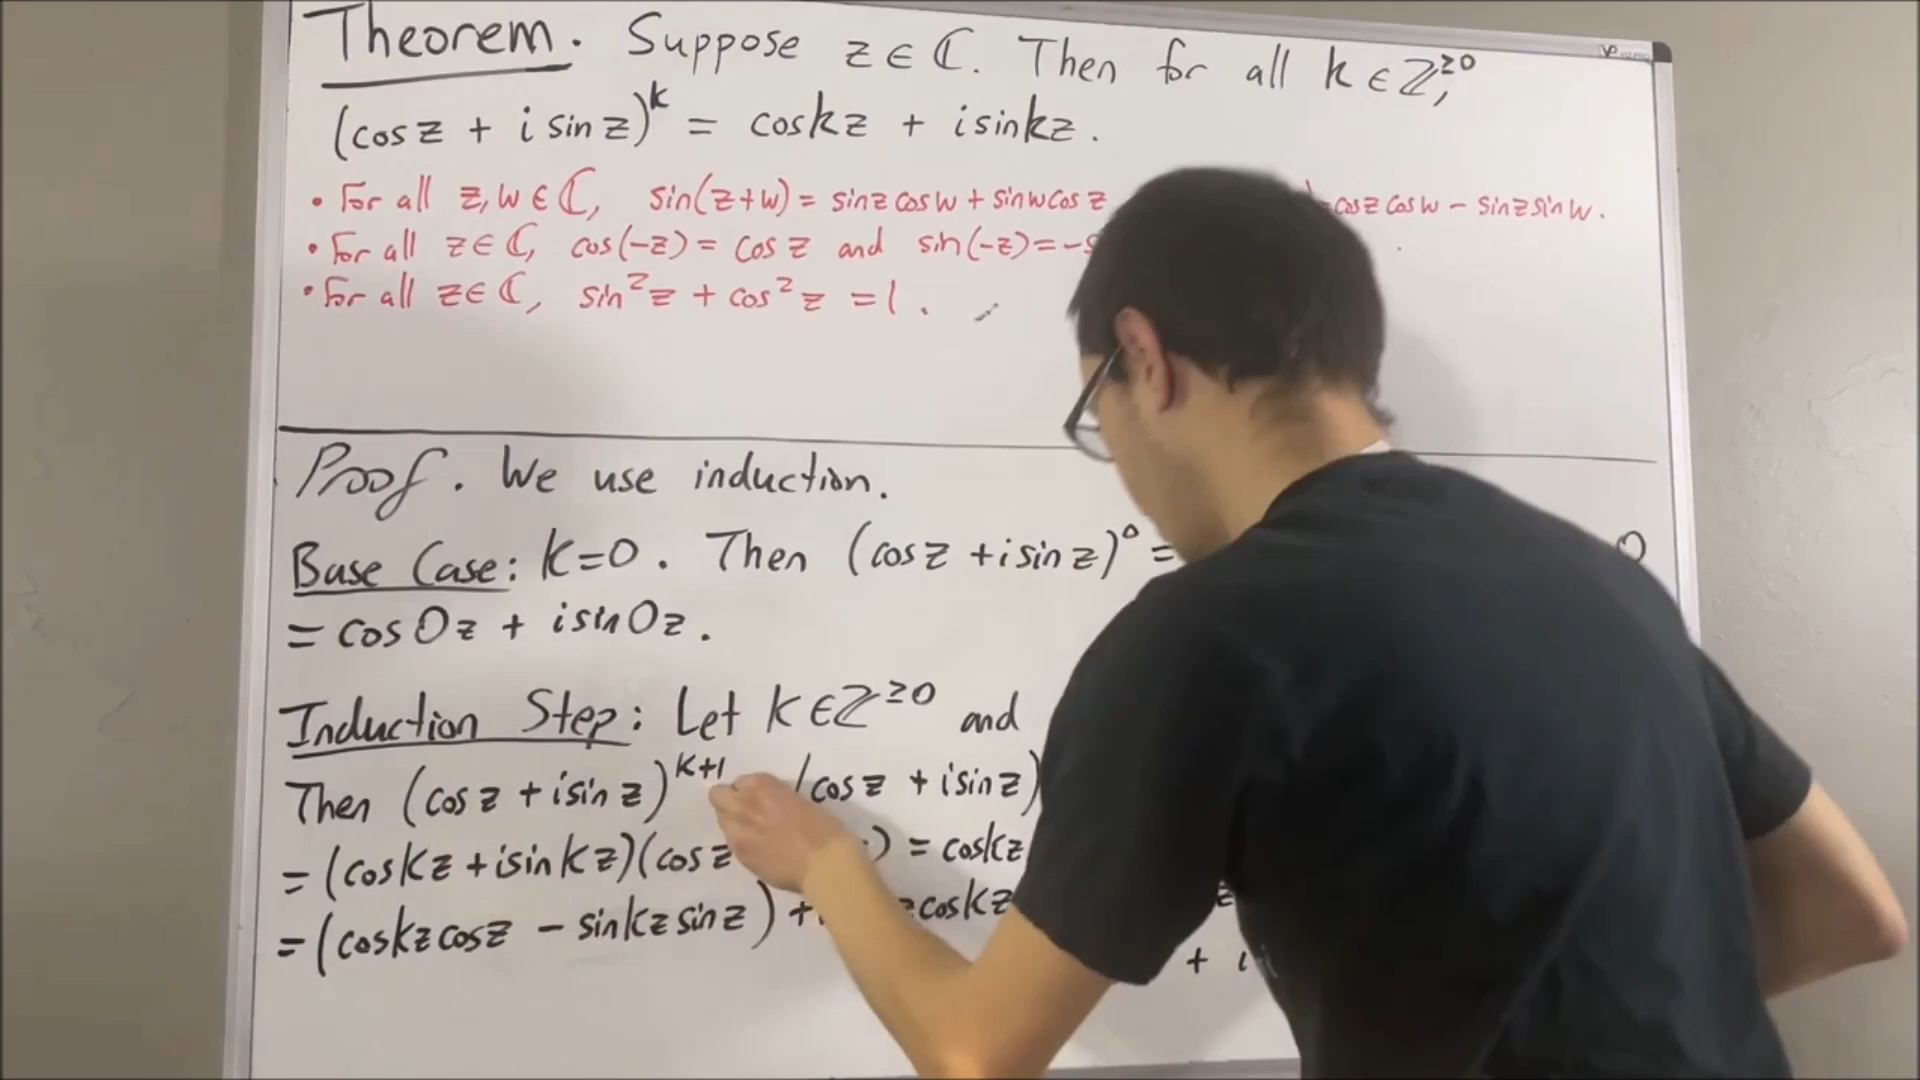 Theorem. Suppose z ∈ ℂ. Then for all k ∈ ℤ^≥0,
(cos z + i sin z)^k = cos kz + i sin kz.
• For all z, w ∈ ℂ, sin(z+w) = sin z cos w + sin w cos z = cos z cos w − sin z sin w.
• For all z ∈ ℂ, cos(−z) = cos z and sin(−z) = −
• For all z ∈ ℂ, sin² z + cos² z = 1.
Proof. We use induction.
Base Case: k=0. Then (cos z + i sin z)^0 = 0
= cos 0z + i sin 0z.
Induction Step: Let k ∈ ℤ^≥0 and
Then (cos z + i sin z)^k+1 (cos z + i sin z)
= (cos kz + i sin kz)(cos z ) = cos kz
= (cos kz cos z − sin kz sin z) + cos kz
+ i